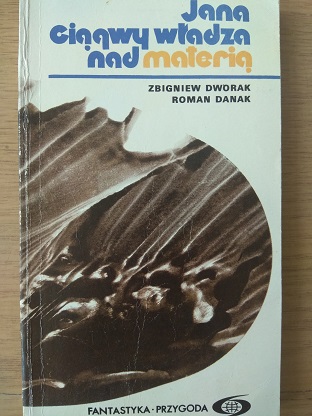 Jana
Ciągwy władza
nad materią
ZBIGNIEW DWORAK
ROMAN DANAK
FANTASTYKA · PRZYGODA